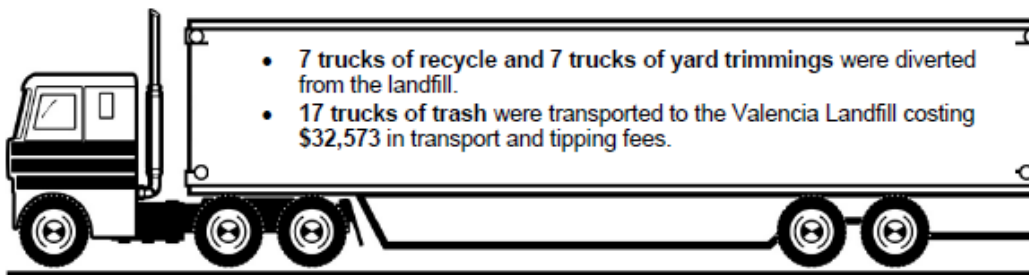 • 7 trucks of recycle and 7 trucks of yard trimmings were diverted
from the landfill.
• 17 trucks of trash were transported to the Valencia Landfill costing
$32,573 in transport and tipping fees.